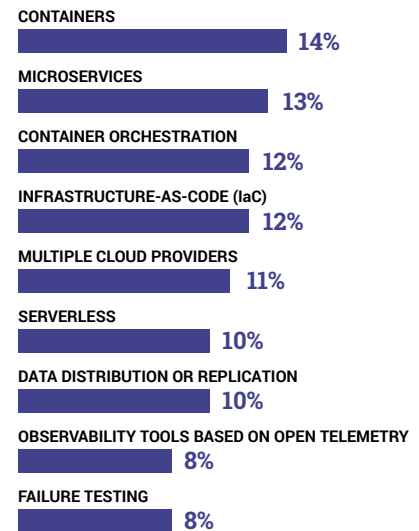 CONTAINERS
14%
MICROSERVICES
13%
CONTAINER ORCHESTRATION
12%
INFRASTRUCTURE-AS-CODE (IaC)
12%
MULTIPLE CLOUD PROVIDERS
11%
SERVERLESS
10%
DATA DISTRIBUTION OR REPLICATION
10%
OBSERVABILITY TOOLS BASED ON OPEN TELEMETRY
8%
FAILURE TESTING
8%